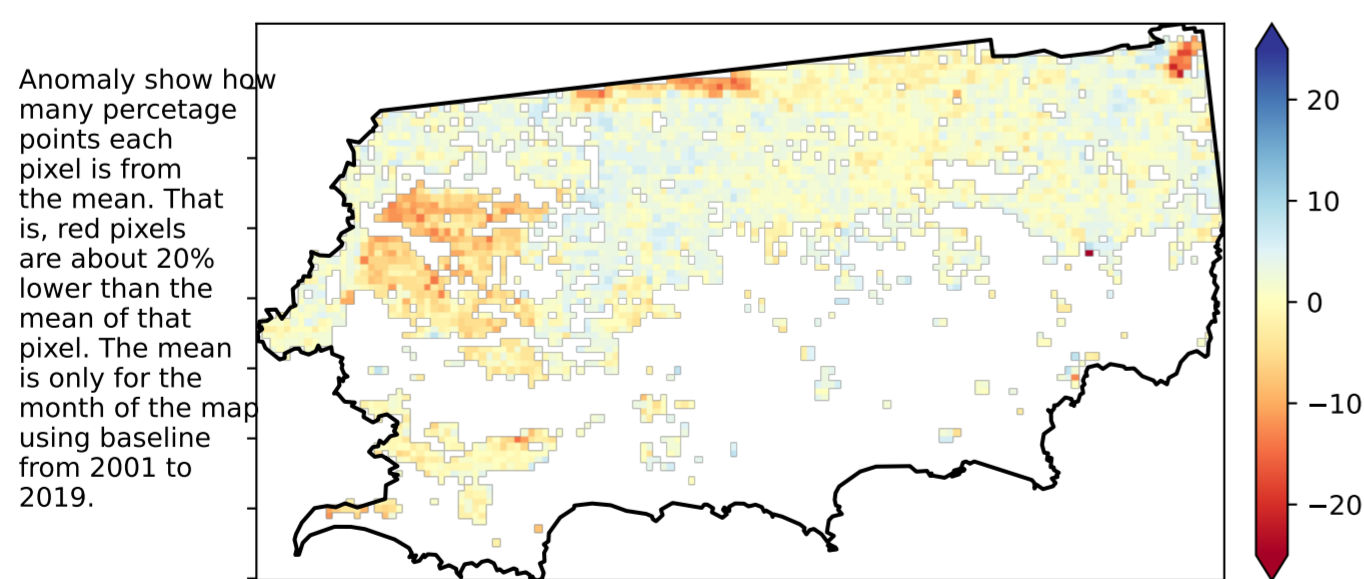 Anomaly show how
many percetage
points each
pixel is from
the mean. That
is, red pixels
are about 20%
lower than the
mean of that
pixel. The mean
is only for the
month of the map
using baseline
from 2001 to
2019.
20
10
0
−10
−20